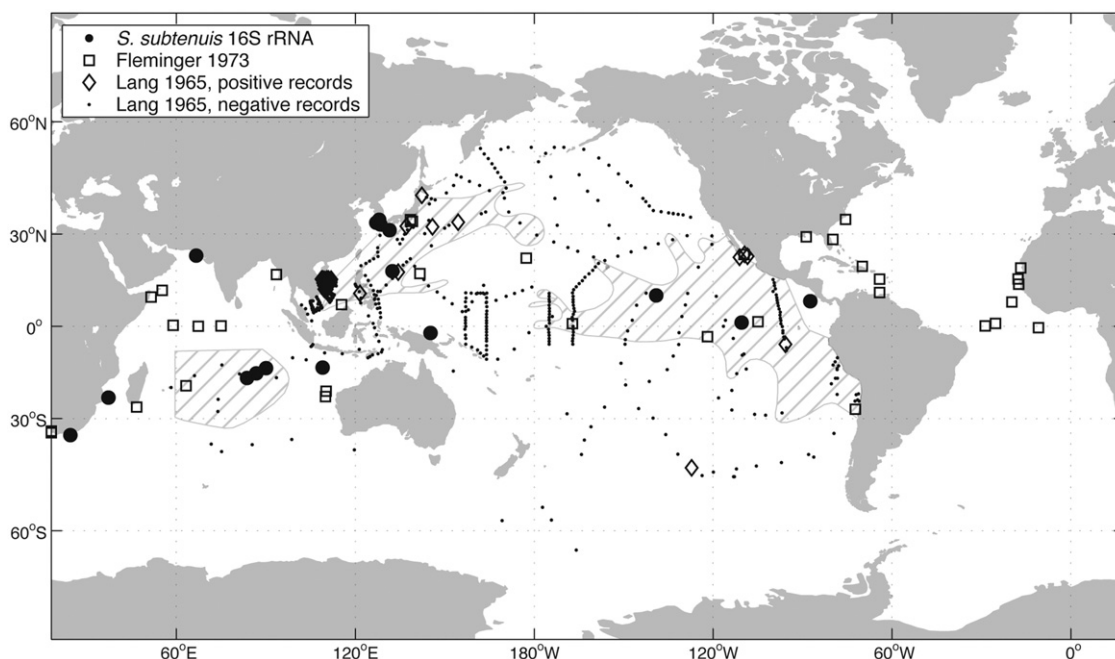 S. subtenuis 16S rRNA
Fleminger 1973
Lang 1965, positive records
Lang 1965, negative records
60°N
30°N
0°
30°S
60°S
60°E
120°E
180°W
120°W
60°W
0°